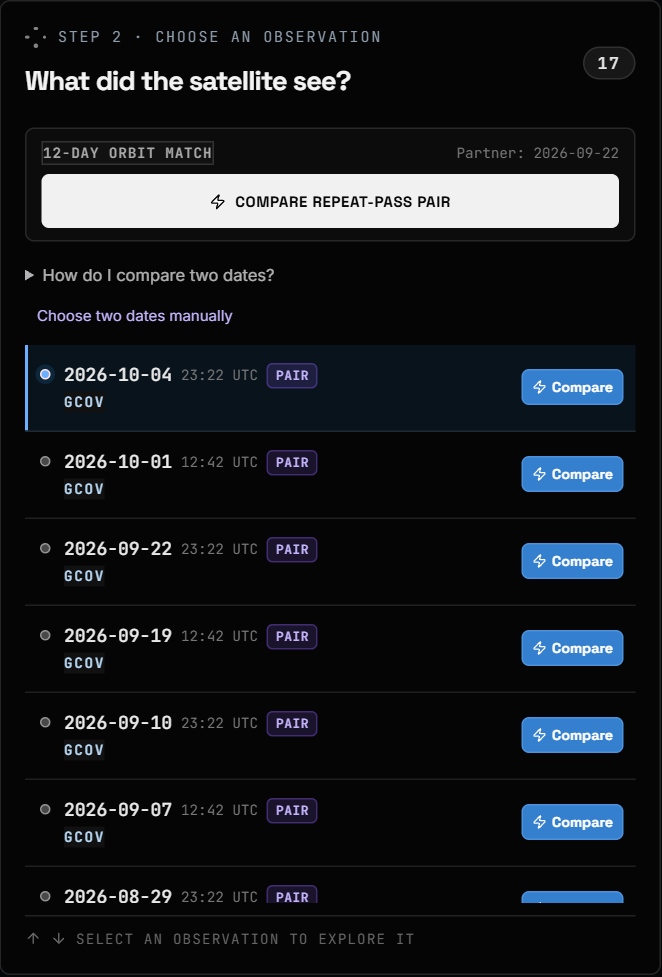 STEP 2 · CHOOSE AN OBSERVATION
17
What did the satellite see?
12-DAY ORBIT MATCH
Partner: 2026-09-22
COMPARE REPEAT-PASS PAIR
How do I compare two dates?
Choose two dates manually
2026-10-04 23:22 UTC PAIR
GCOV
Compare
2026-10-01 12:42 UTC PAIR
GCOV
Compare
2026-09-22 23:22 UTC PAIR
GCOV
Compare
2026-09-19 12:42 UTC PAIR
GCOV
Compare
2026-09-10 23:22 UTC PAIR
GCOV
Compare
2026-09-07 12:42 UTC PAIR
GCOV
Compare
2026-08-29 23:22 UTC PAIR
↑ ↓ SELECT AN OBSERVATION TO EXPLORE IT